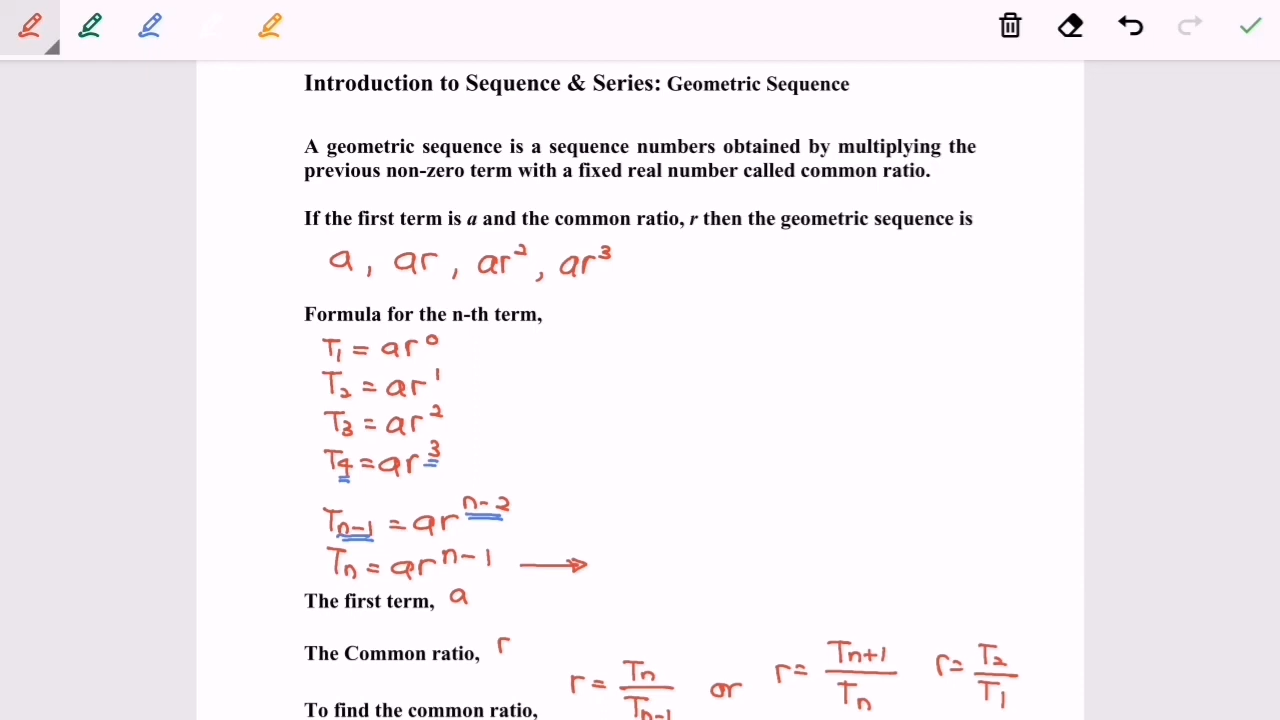 Introduction to Sequence & Series: Geometric Sequence
A geometric sequence is a sequence numbers obtained by multiplying the
previous non-zero term with a fixed real number called common ratio.
If the first term is a and the common ratio, r then the geometric sequence is
a, ar, ar², ar³
Formula for the n-th term,
T₁ = ar⁰
T₂ = ar¹
T₃ = ar²
T₄ = ar³
Tₙ₋₁ = arⁿ⁻²
Tₙ = arⁿ⁻¹ →
The first term, a
The Common ratio, r
To find the common ratio, r = Tₙ/Tₙ₋₁ or r = Tₙ₊₁/Tₙ r = T₂/T₁